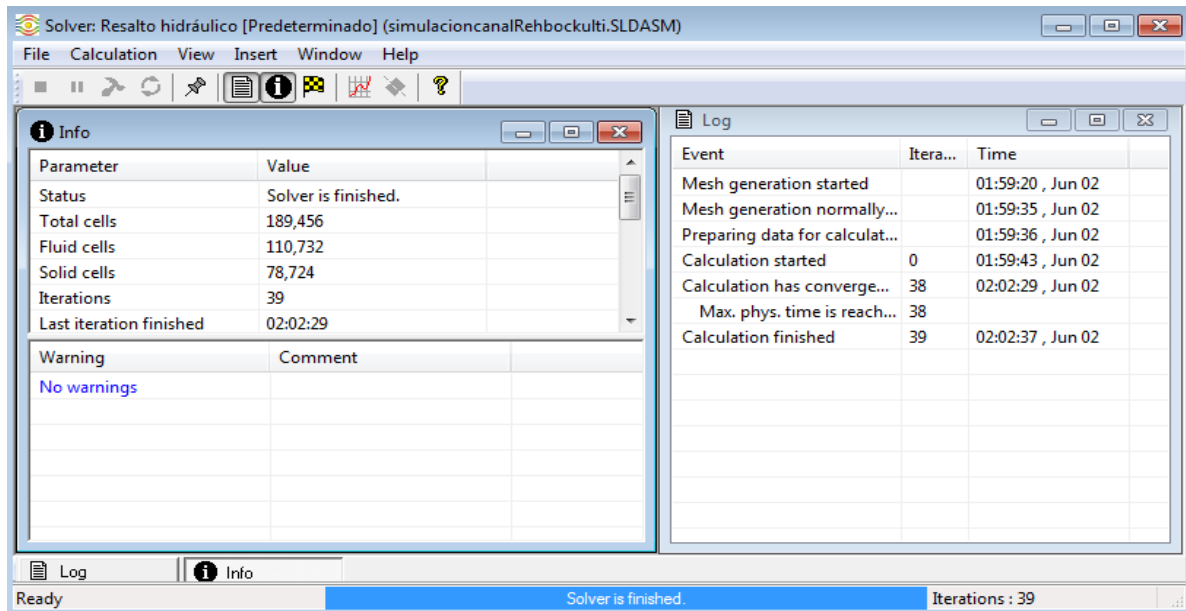 Solver: Resalto hidráulico [Predeterminado] (simulacioncanalRehbockulti.SLDASM)
File Calculation View Insert Window Help
Info
Parameter Value
Status Solver is finished.
Total cells 189,456
Fluid cells 110,732
Solid cells 78,724
Iterations 39
Last iteration finished 02:02:29
Warning Comment
No warnings
Log
Event Itera... Time
Mesh generation started 01:59:20 , Jun 02
Mesh generation normally... 01:59:35 , Jun 02
Preparing data for calculat... 01:59:36 , Jun 02
Calculation started 0 01:59:43 , Jun 02
Calculation has converge... 38 02:02:29 , Jun 02
Max. phys. time is reach... 38
Calculation finished 39 02:02:37 , Jun 02
Log Info
Ready Solver is finished. Iterations : 39